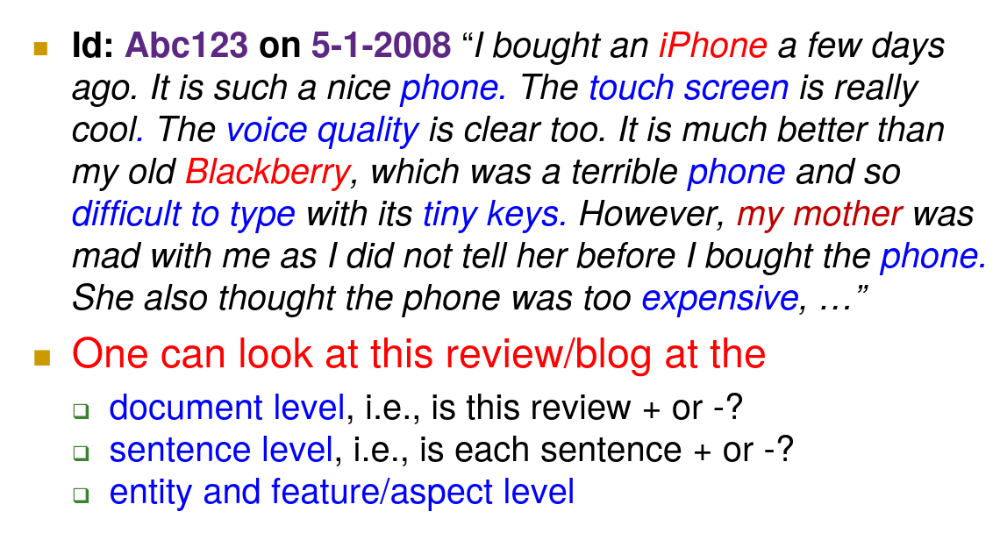 Id: Abc123 on 5-1-2008 “I bought an iPhone a few days
ago. It is such a nice phone. The touch screen is really
cool. The voice quality is clear too. It is much better than
my old Blackberry, which was a terrible phone and so
difficult to type with its tiny keys. However, my mother was
mad with me as I did not tell her before I bought the phone.
She also thought the phone was too expensive, …”
One can look at this review/blog at the
document level, i.e., is this review + or -?
sentence level, i.e., is each sentence + or -?
entity and feature/aspect level